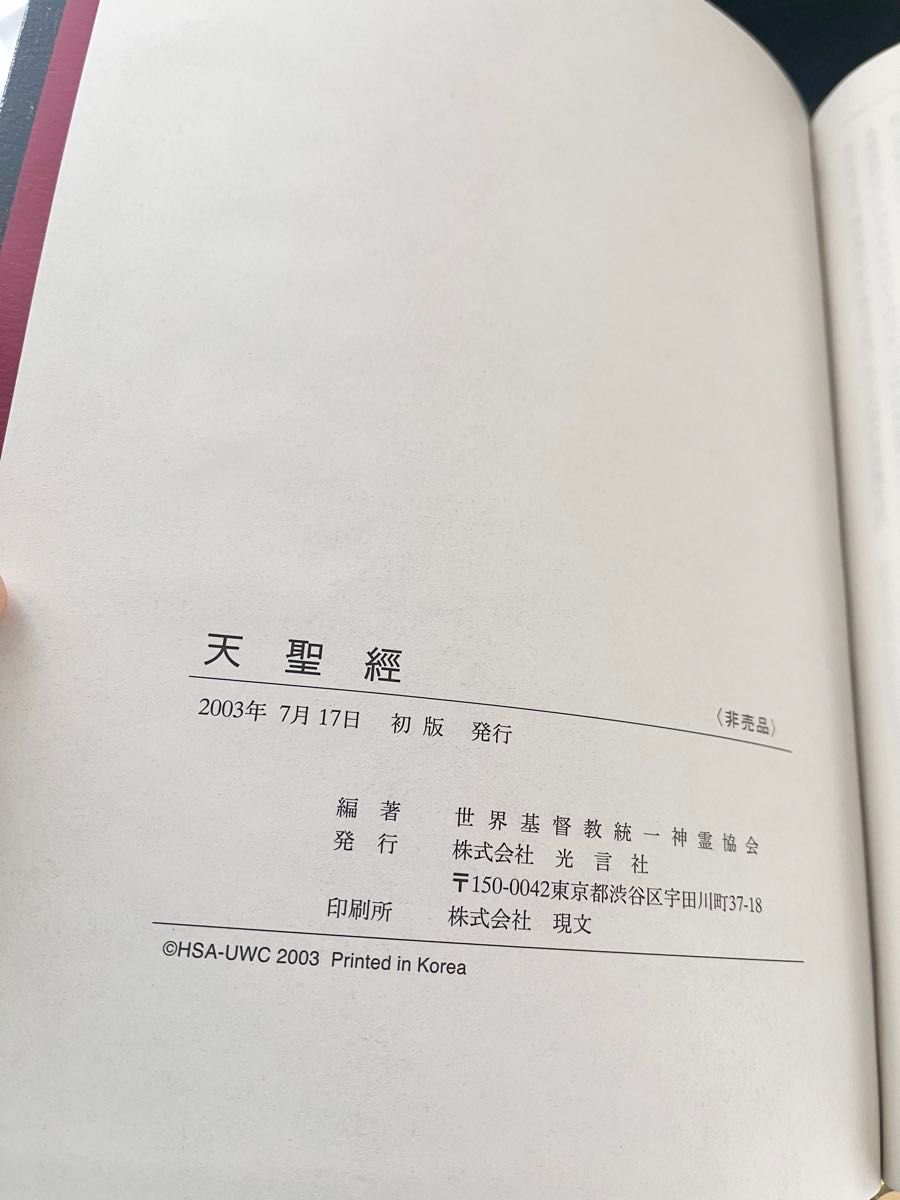 天聖經
〈非売品〉
2003年 7月17日 初版 発行
編著 世界基督教統一神霊協会
発行 株式会社 光言社
〒150-0042東京都渋谷区宇田川町37-18
印刷所 株式会社 現文
©HSA-UWC 2003 Printed in Korea